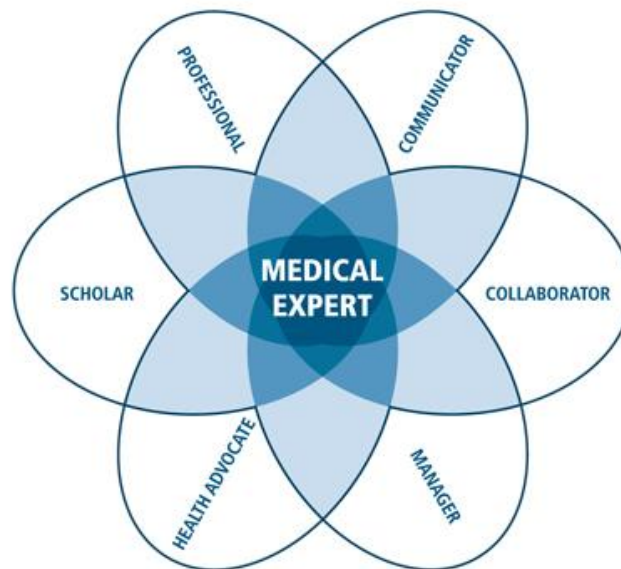 PROFESSIONAL
COMMUNICATOR
SCHOLAR
MEDICAL
EXPERT
COLLABORATOR
HEALTH ADVOCATE
MANAGER